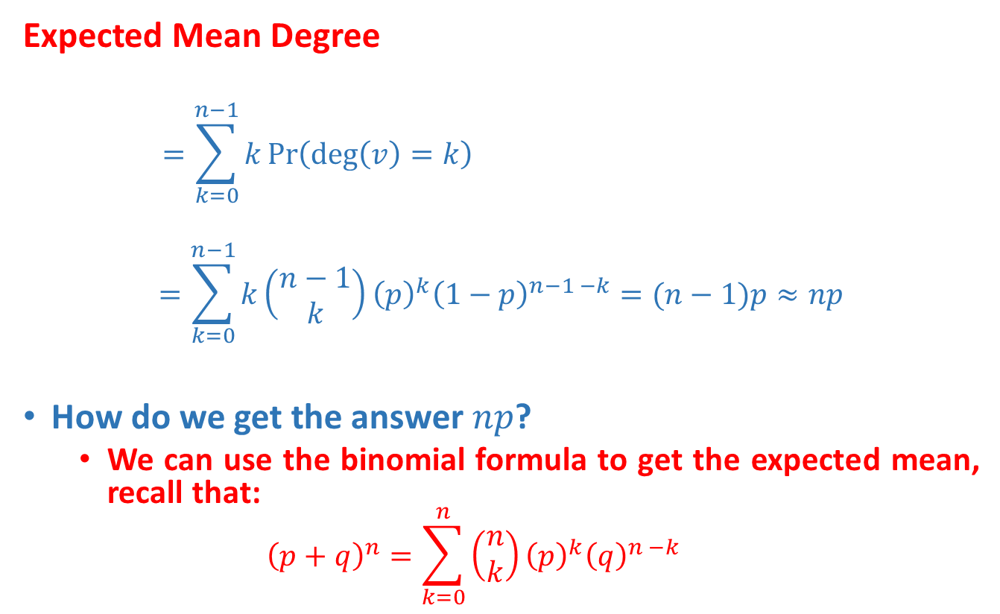 Expected Mean Degree
= \sum_{k=0}^{n-1} k Pr(deg(v) = k)
= \sum_{k=0}^{n-1} k \binom{n-1}{k} (p)^k (1 − p)^{n−1 −k} = (n − 1)p ≈ np
• How do we get the answer np?
• We can use the binomial formula to get the expected mean,
recall that:
(p + q)^n = \sum_{k=0}^{n} \binom{n}{k} (p)^k (q)^{n −k}